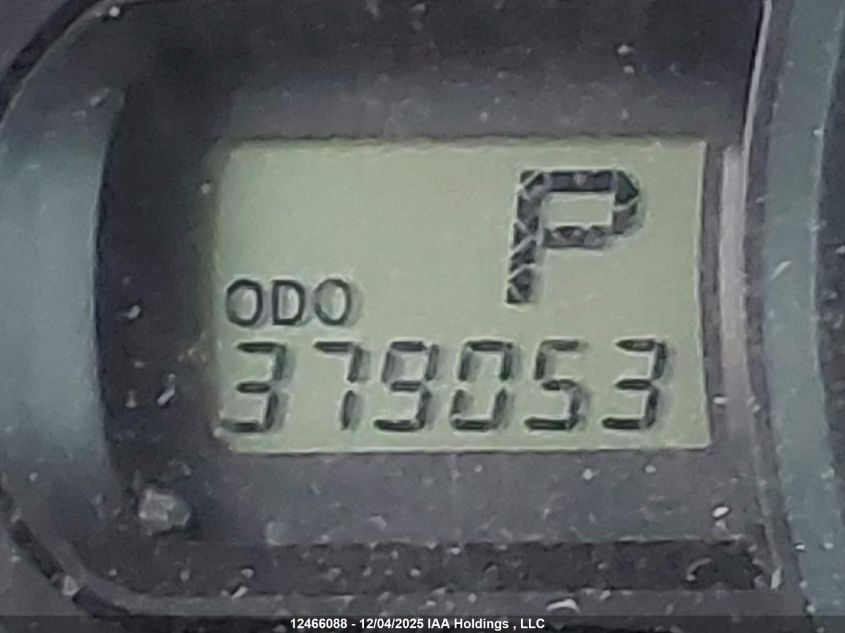 P
ODO
379053
12466088 - 12/04/2025 IAA Holdings , LLC